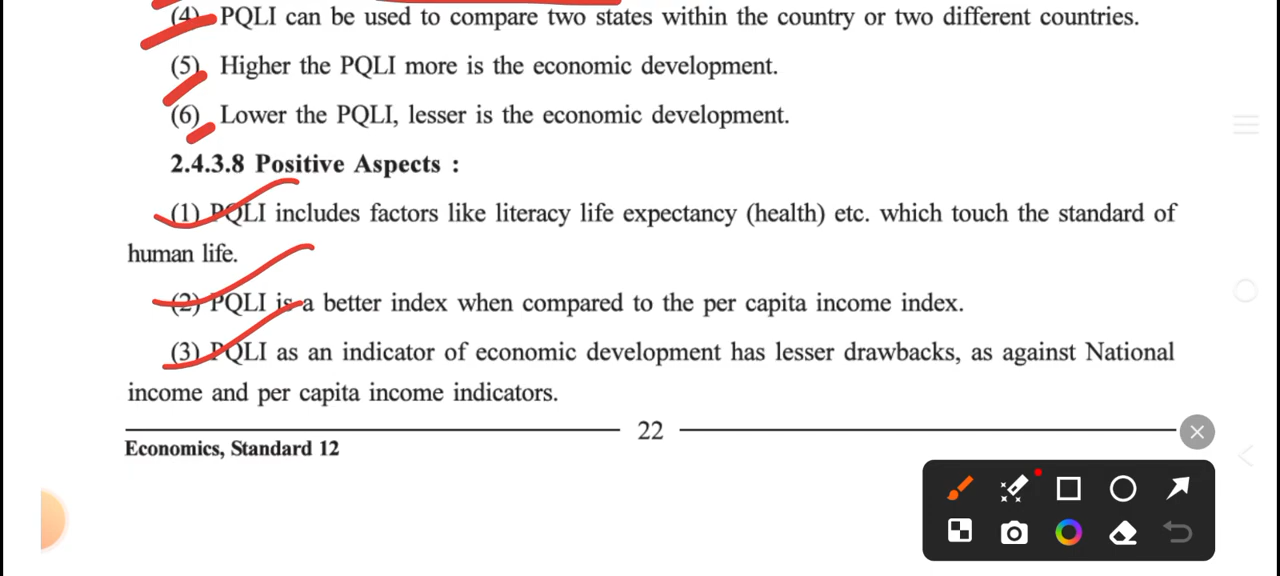 (4) PQLI can be used to compare two states within the country or two different countries.
(5) Higher the PQLI more is the economic development.
(6) Lower the PQLI, lesser is the economic development.
2.4.3.8 Positive Aspects :
(1) PQLI includes factors like literacy life expectancy (health) etc. which touch the standard of
human life.
(2) PQLI is a better index when compared to the per capita income index.
(3) PQLI as an indicator of economic development has lesser drawbacks, as against National
income and per capita income indicators.
22
Economics, Standard 12